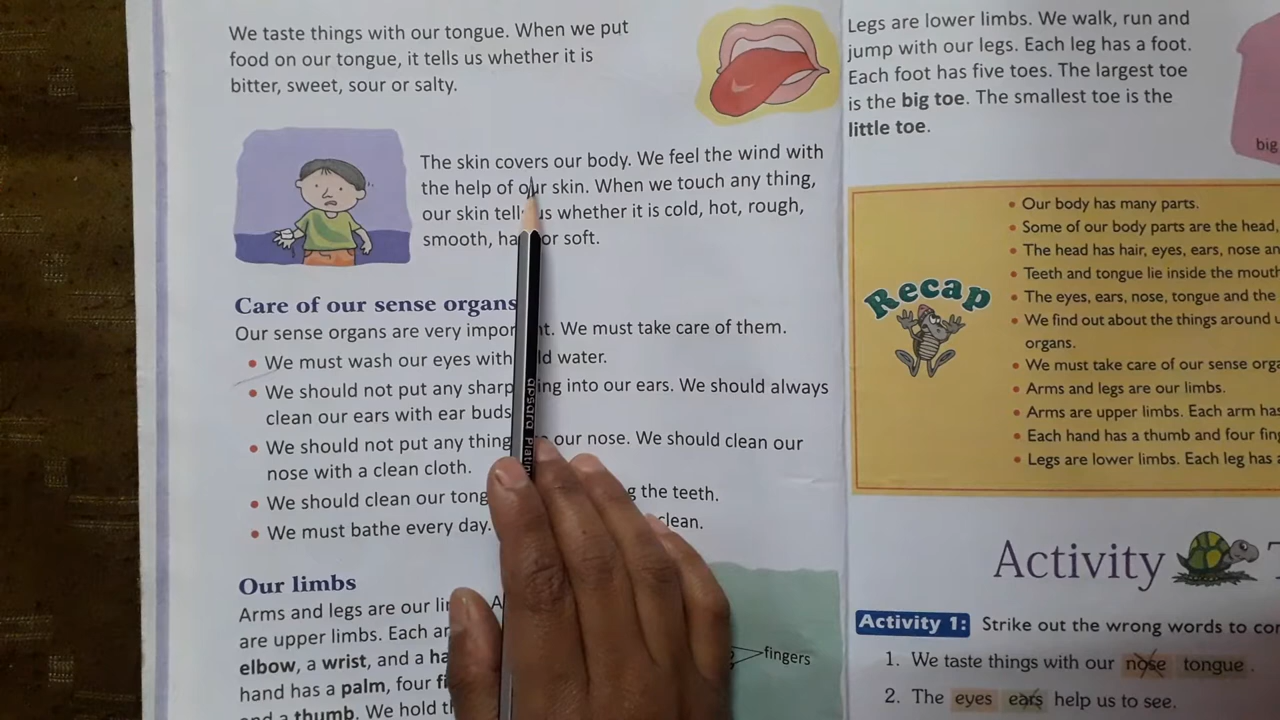 We taste things with our tongue. When we put
food on our tongue, it tells us whether it is
bitter, sweet, sour or salty.
The skin covers our body. We feel the wind with
the help of our skin. When we touch any thing,
our skin tell us whether it is cold, hot, rough,
smooth, ha or soft.
Care of our sense organs
Our sense organs are very impor t. We must take care of them.
• We must wash our eyes with ld water.
• We should not put any sharp ing into our ears. We should always
clean our ears with ear buds
• We should not put any thing our nose. We should clean our
nose with a clean cloth.
• We should clean our tong g the teeth.
• We must bathe every day. clean.
Our limbs
Arms and legs are our li
are upper limbs. Each ar
elbow, a wrist, and a ha
hand has a palm, four fi
and a thumb. We hold t
fingers
apsara Platin
Legs are lower limbs. We walk, run and
jump with our legs. Each leg has a foot.
Each foot has five toes. The largest toe
is the big toe. The smallest toe is the
little toe.
big
Recap
• Our body has many parts.
• Some of our body parts are the head,
• The head has hair, eyes, ears, nose an
• Teeth and tongue lie inside the mouth
• The eyes, ears, nose, tongue and the
• We find out about the things around u
organs.
• We must take care of our sense orga
• Arms and legs are our limbs.
• Arms are upper limbs. Each arm has
• Each hand has a thumb and four fing
• Legs are lower limbs. Each leg has a
Activity T
Activity 1: Strike out the wrong words to cor
1. We taste things with our nose tongue.
2. The eyes ears help us to see.